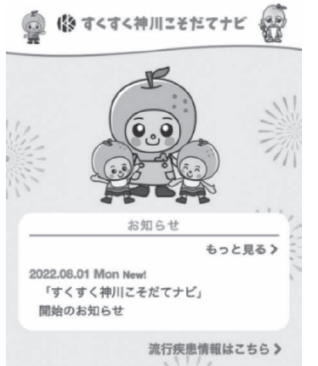 すくすく神川こそだてナビ
お知らせ
もっと見る >
2022.08.01 Mon New!
「すくすく神川こそだてナビ」
開始のお知らせ
流行疾患情報はこちら >